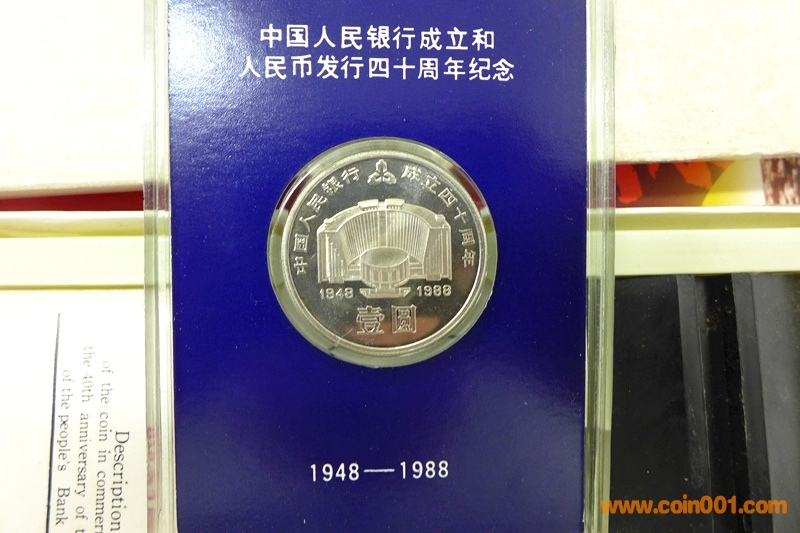 中国人民银行成立和
人民币发行四十周年纪念
中国人民银行 成立四十周年
1948 1988
壹圆
1948—1988
Description
of the coin in commem
the 40th anniversary of t
of the people's Bank
www.coin001.com